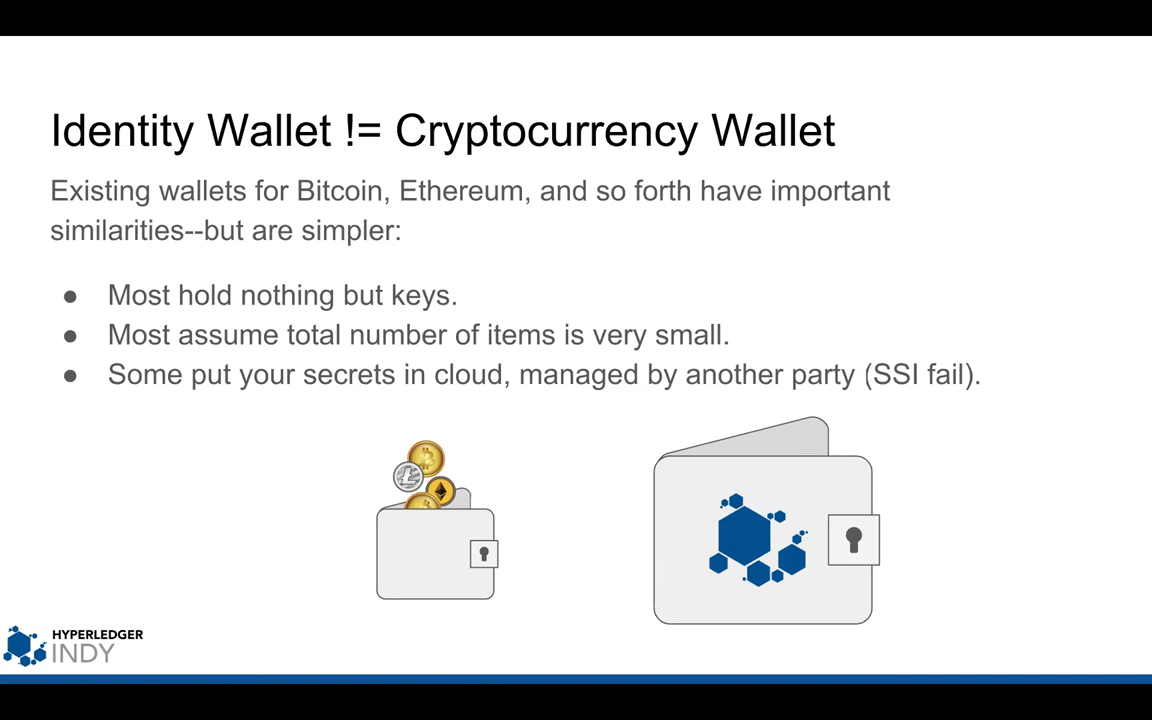 Identity Wallet != Cryptocurrency Wallet
Existing wallets for Bitcoin, Ethereum, and so forth have important
similarities--but are simpler:
● Most hold nothing but keys.
● Most assume total number of items is very small.
● Some put your secrets in cloud, managed by another party (SSI fail).
HYPERLEDGER
INDY